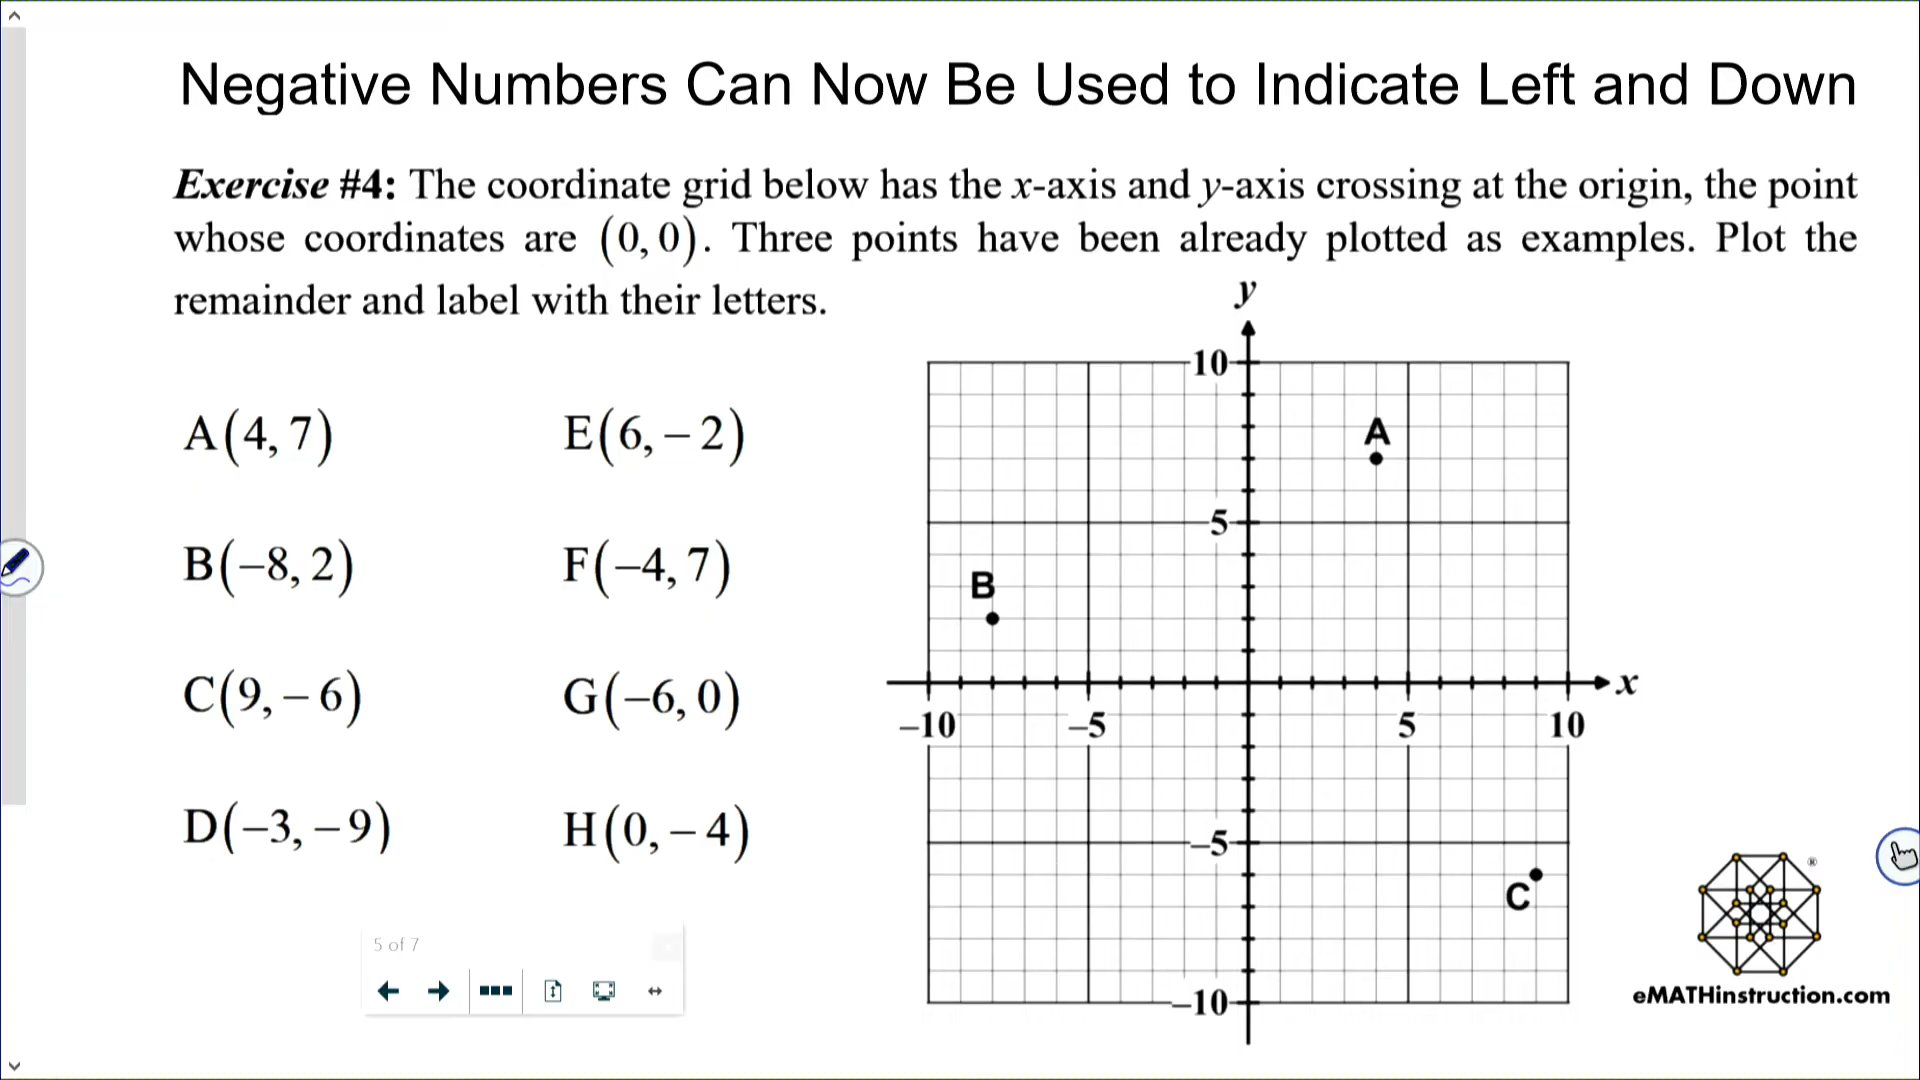 Negative Numbers Can Now Be Used to Indicate Left and Down
Exercise #4: The coordinate grid below has the x-axis and y-axis crossing at the origin, the point
whose coordinates are (0, 0). Three points have been already plotted as examples. Plot the
remainder and label with their letters.
y
A(4, 7)
E(6, – 2)
B(–8, 2)
F(–4, 7)
C(9, – 6)
G(–6, 0)
D(–3, – 9)
H(0, – 4)
10
A
5
B
x
–10
–5
5
10
–5
C
–10
®
eMATHinstruction.com
5 of 7